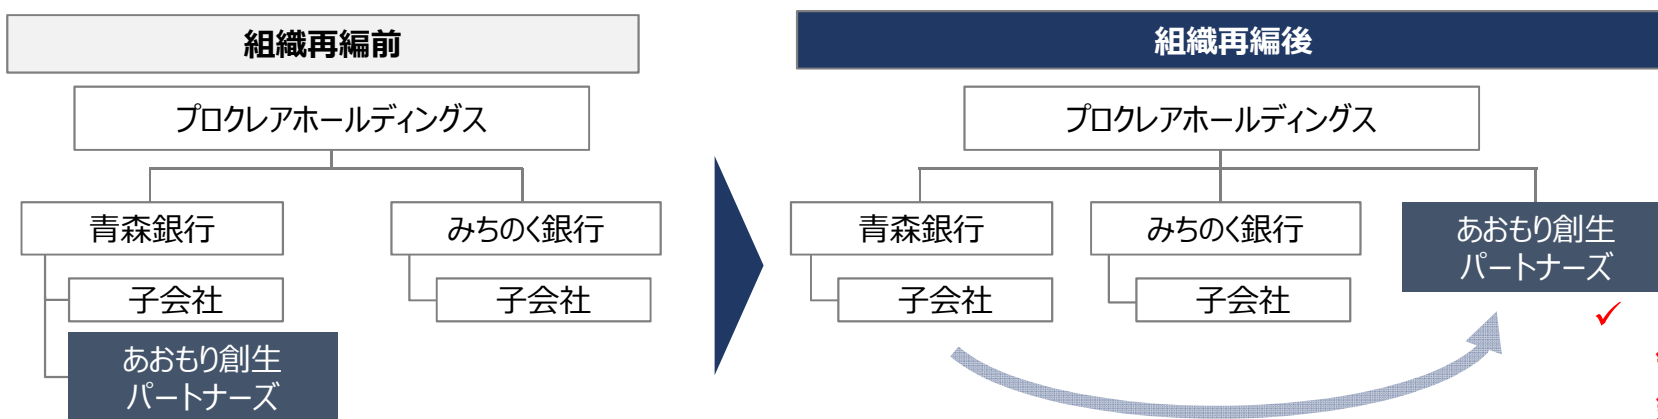 組織再編前
プロクレアホールディングス
青森銀行
みちのく銀行
子会社
子会社
あおもり創生
パートナーズ
組織再編後
プロクレアホールディングス
青森銀行
みちのく銀行
あおもり創生
パートナーズ
子会社
子会社
✓